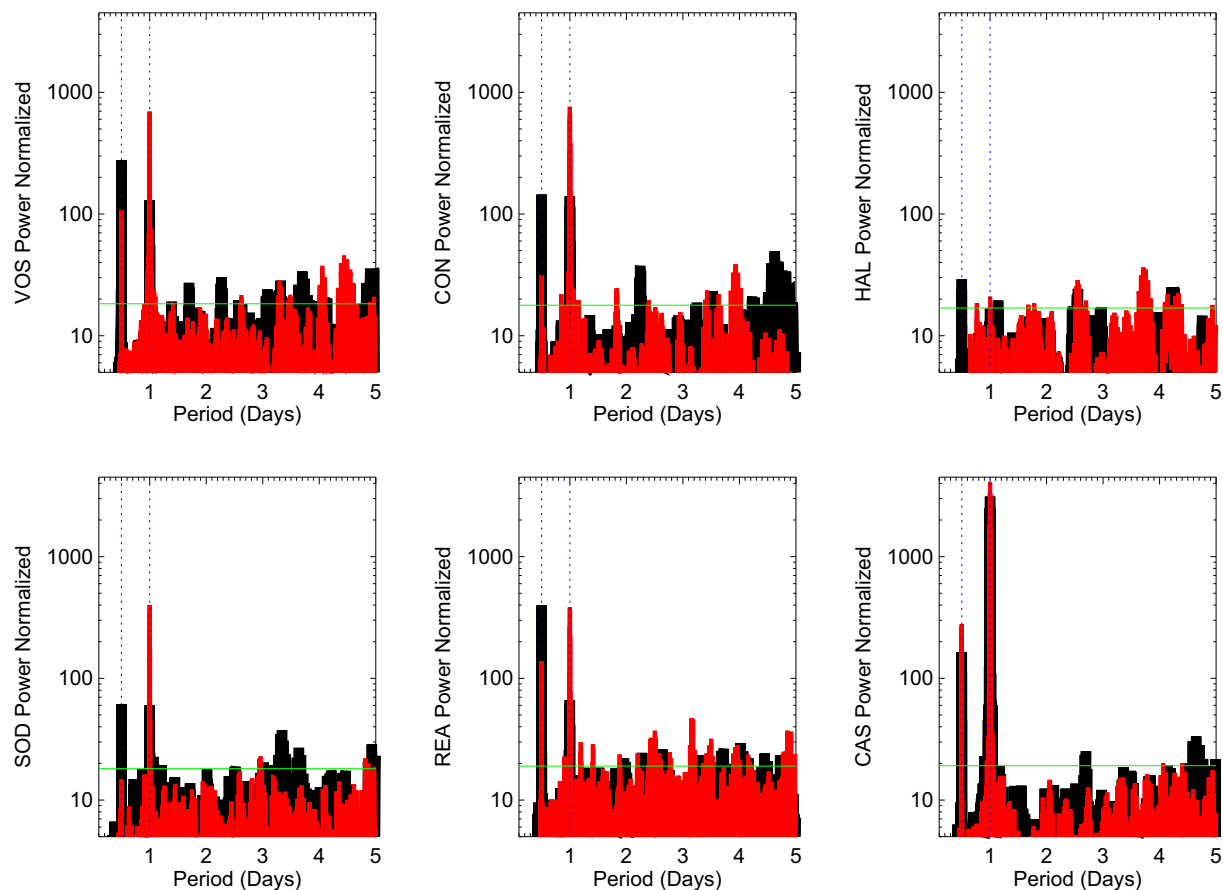 VOS Power Normalized
1000
100
10
1 2 3 4 5
Period (Days)
CON Power Normalized
1000
100
10
1 2 3 4 5
Period (Days)
HAL Power Normalized
1000
100
10
1 2 3 4 5
Period (Days)
SOD Power Normalized
1000
100
10
1 2 3 4 5
Period (Days)
REA Power Normalized
1000
100
10
1 2 3 4 5
Period (Days)
CAS Power Normalized
1000
100
10
1 2 3 4 5
Period (Days)